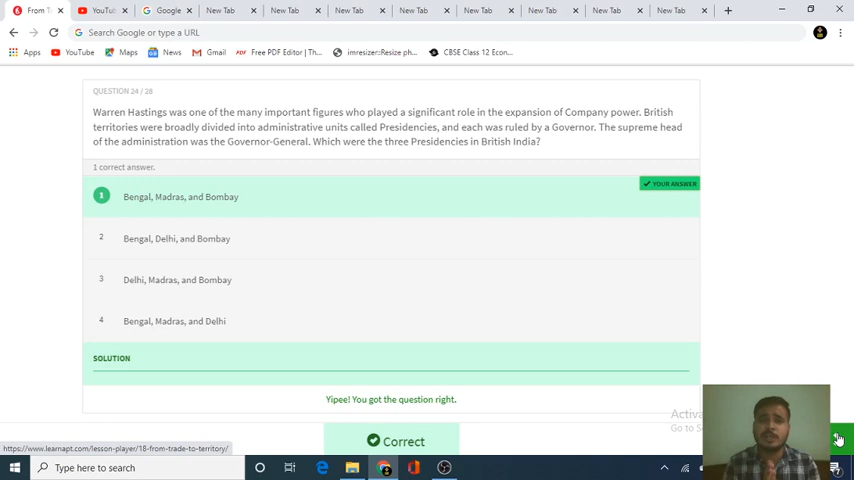 From T
YouTub
Google
New Tab
New Tab
New Tab
New Tab
New Tab
New Tab
New Tab
New Tab
Search Google or type a URL
Apps
YouTube
Maps
News
Gmail
PDF Free PDF Editor | Th...
imresizer:Resize ph...
CBSE Class 12 Econ...
QUESTION 24 / 28
Warren Hastings was one of the many important figures who played a significant role in the expansion of Company power. British
territories were broadly divided into administrative units called Presidencies, and each was ruled by a Governor. The supreme head
of the administration was the Governor-General. Which were the three Presidencies in British India?
1 correct answer.
YOUR ANSWER
1 Bengal, Madras, and Bombay
2 Bengal, Delhi, and Bombay
3 Delhi, Madras, and Bombay
4 Bengal, Madras, and Delhi
SOLUTION
Yipee! You got the question right.
Activa
Go to S
Correct
https://www.learnapt.com/lesson-player/18-from-trade-to-territory/
Type here to search